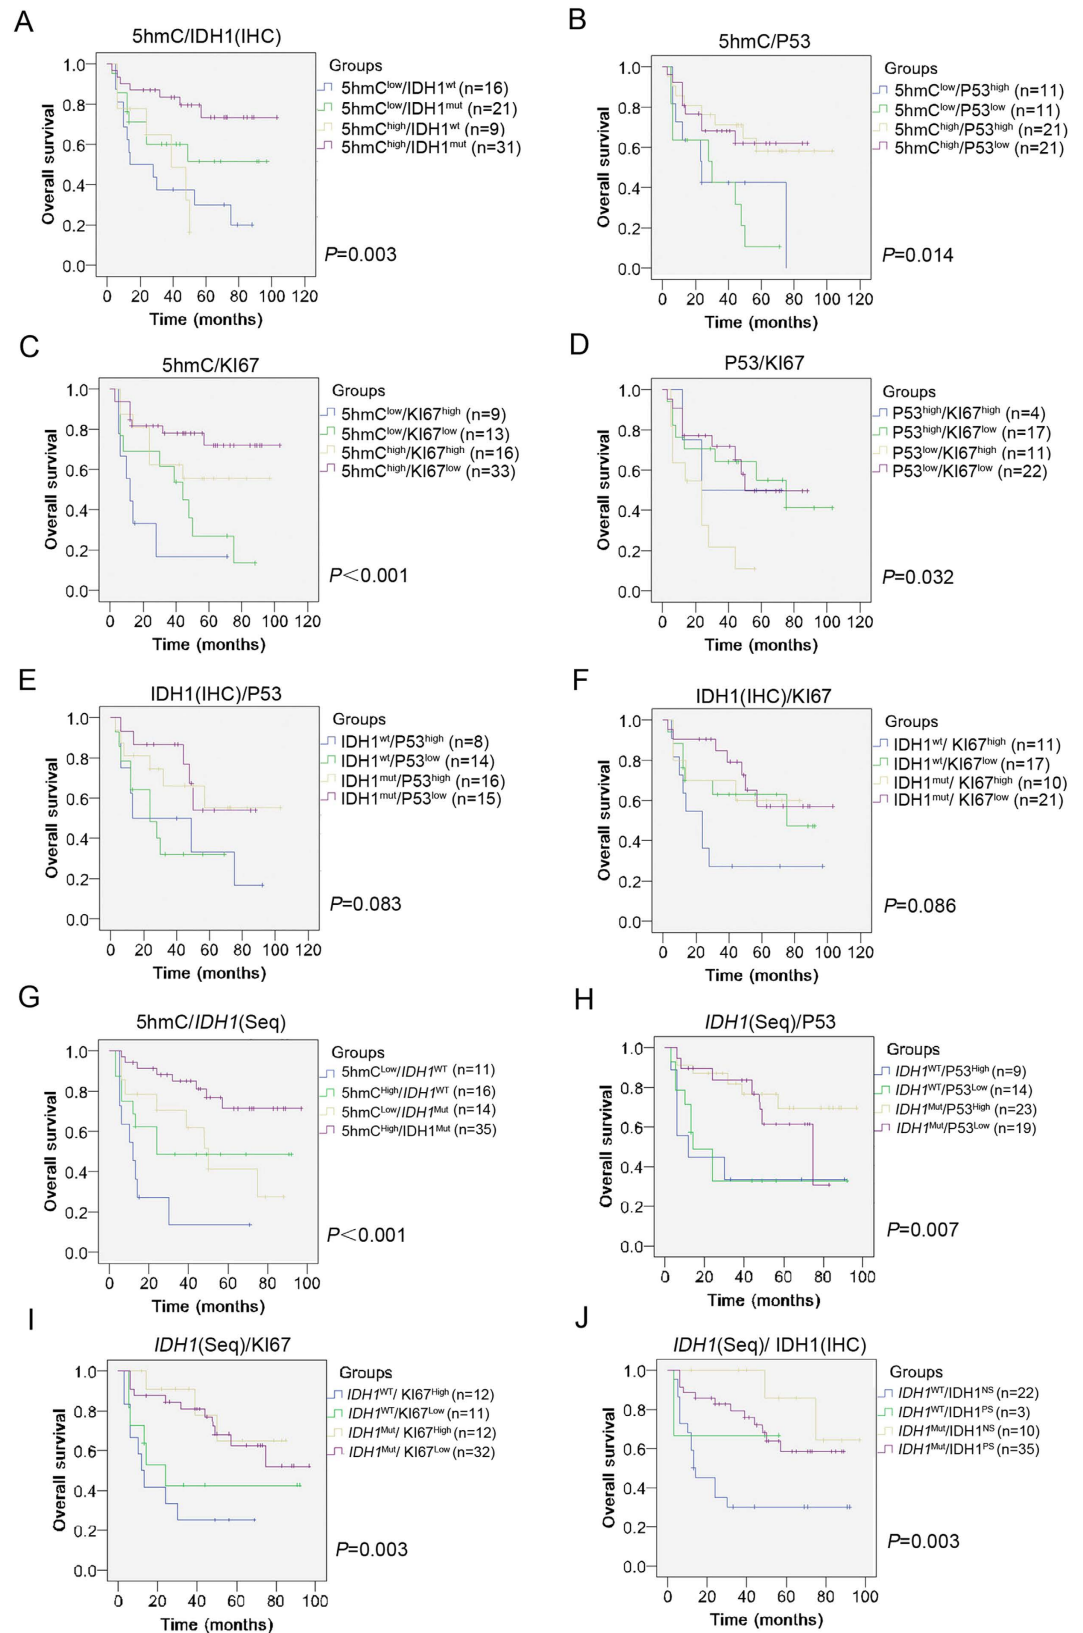 A
5hmC/IDH1(IHC)
Groups
5hmClow/IDH1wt (n=16)
5hmClow/IDH1mut (n=21)
5hmChigh/IDH1wt (n=9)
5hmChigh/IDH1mut (n=31)
Overall survival
1.0
0.8
0.6
0.4
0.2
0.0
P=0.003
0 20 40 60 80 100 120
Time (months)
B
5hmC/P53
Groups
5hmClow/P53high (n=11)
5hmClow/P53low (n=11)
5hmChigh/P53high (n=21)
5hmChigh/P53low (n=21)
Overall survival
1.0
0.8
0.6
0.4
0.2
0.0
P=0.014
0 20 40 60 80 100 120
Time (months)
C
5hmC/KI67
Groups
5hmClow/KI67high (n=9)
5hmClow/KI67low (n=13)
5hmChigh/KI67high (n=16)
5hmChigh/KI67low (n=33)
Overall survival
1.0
0.8
0.6
0.4
0.2
0.0
P<0.001
0 20 40 60 80 100 120
Time (months)
D
P53/KI67
Groups
P53high/KI67high (n=4)
P53high/KI67low (n=17)
P53low/KI67high (n=11)
P53low/KI67low (n=22)
Overall survival
1.0
0.8
0.6
0.4
0.2
0.0
P=0.032
0 20 40 60 80 100 120
Time (months)
E
IDH1(IHC)/P53
Groups
IDH1wt/P53high (n=8)
IDH1wt/P53low (n=14)
IDH1mut/P53high (n=16)
IDH1mut/P53low (n=15)
Overall survival
1.0
0.8
0.6
0.4
0.2
0.0
P=0.083
0 20 40 60 80 100 120
Time (months)
F
IDH1(IHC)/KI67
Groups
IDH1wt/ KI67high (n=11)
IDH1wt/ KI67low (n=17)
IDH1mut/ KI67high (n=10)
IDH1mut/ KI67low (n=21)
Overall survival
1.0
0.8
0.6
0.4
0.2
0.0
P=0.086
0 20 40 60 80 100 120
Time (months)
G
5hmC/IDH1(Seq)
Groups
5hmCLow/IDH1WT (n=11)
5hmCHigh/IDH1WT (n=16)
5hmCLow/IDH1Mut (n=14)
5hmCHigh/IDH1Mut (n=35)
Overall survival
1.0
0.8
0.6
0.4
0.2
0.0
P<0.001
0 20 40 60 80 100
Time (months)
H
IDH1(Seq)/P53
Groups
IDH1WT/P53High (n=9)
IDH1WT/P53Low (n=14)
IDH1Mut/P53High (n=23)
IDH1Mut/P53Low (n=19)
Overall survival
1.0
0.8
0.6
0.4
0.2
0.0
P=0.007
0 20 40 60 80 100
Time (months)
I
IDH1(Seq)/KI67
Groups
IDH1WT/ KI67High (n=12)
IDH1WT/KI67Low (n=11)
IDH1Mut/ KI67High (n=12)
IDH1Mut/ KI67Low (n=32)
Overall survival
1.0
0.8
0.6
0.4
0.2
0.0
P=0.003
0 20 40 60 80 100
Time (months)
J
IDH1(Seq)/ IDH1(IHC)
Groups
IDH1WT/IDH1NS (n=22)
IDH1WT/IDH1PS (n=3)
IDH1Mut/IDH1NS (n=10)
IDH1Mut/IDH1PS (n=35)
Overall survival
1.0
0.8
0.6
0.4
0.2
0.0
P=0.003
0 20 40 60 80 100
Time (months)